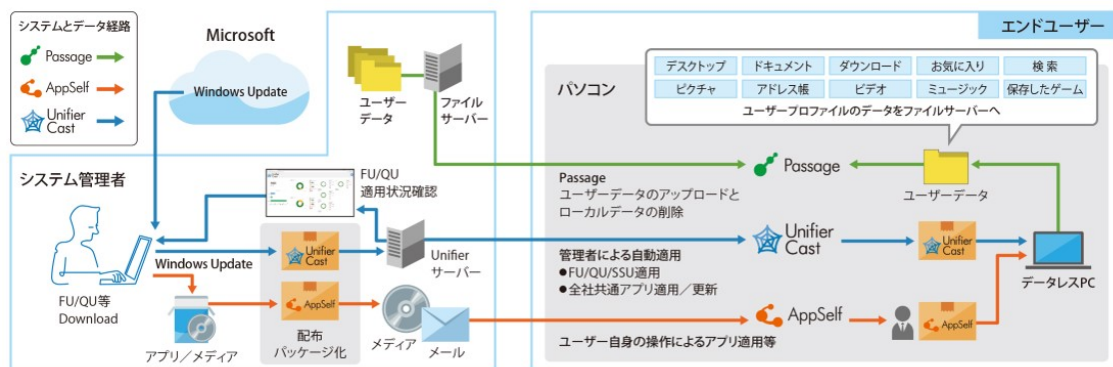 システムとデータ経路
Passage
AppSelf
Unifier
Cast
Microsoft
Windows Update
ユーザー
データ
ファイル
サーバー
システム管理者
FU/QU
適用状況確認
Windows Update
Unifier
Cast
Unifier
サーバー
FU/QU等
Download
アプリ／メディア
AppSelf
配布
パッケージ化
メディア
メール
エンドユーザー
パソコン
デスクトップ
ドキュメント
ダウンロード
お気に入り
検 索
ピクチャ
アドレス帳
ビデオ
ミュージック
保存したゲーム
ユーザープロファイルのデータをファイルサーバーへ
Passage
ユーザーデータ
Passage
ユーザーデータのアップロードと
ローカルデータの削除
Unifier
Cast
Unifier
Cast
管理者による自動適用
●FU/QU/SSU適用
●全社共通アプリ適用／更新
データレスPC
AppSelf
AppSelf
ユーザー自身の操作によるアプリ適用等